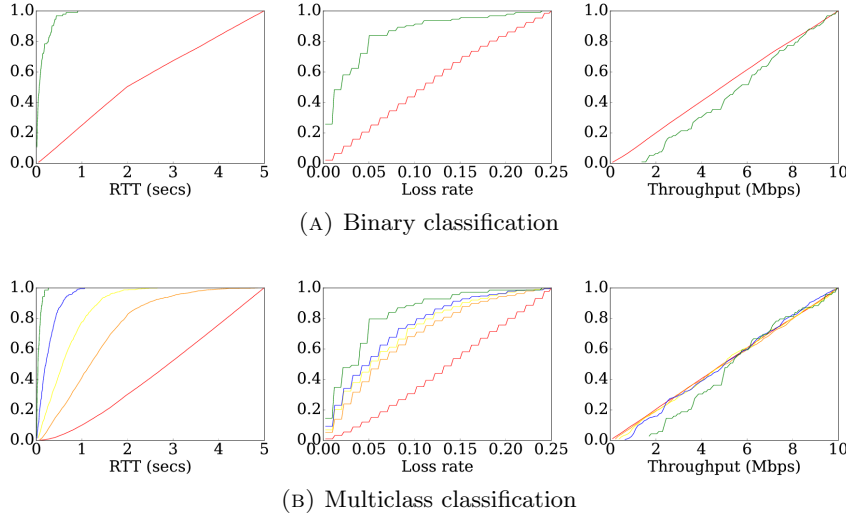 1.0
0.8
0.6
0.4
0.2
0.0
0 1 2 3 4 5
RTT (secs)
1.0
0.8
0.6
0.4
0.2
0.0
0.00 0.05 0.10 0.15 0.20 0.25
Loss rate
1.0
0.8
0.6
0.4
0.2
0.0
2 4 6 8 10
Throughput (Mbps)
(A) Binary classification
1.0
0.8
0.6
0.4
0.2
0.0
0 1 2 3 4 5
RTT (secs)
1.0
0.8
0.6
0.4
0.2
0.0
0.00 0.05 0.10 0.15 0.20 0.25
Loss rate
1.0
0.8
0.6
0.4
0.2
0.0
2 4 6 8 10
Throughput (Mbps)
(B) Multiclass classification